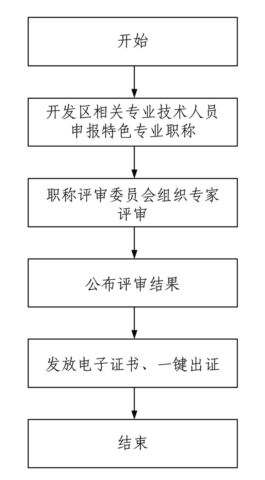 开始
开发区相关专业技术人员
申报特色专业职称
职称评审委员会组织专家
评审
公布评审结果
发放电子证书、一键出证
结束